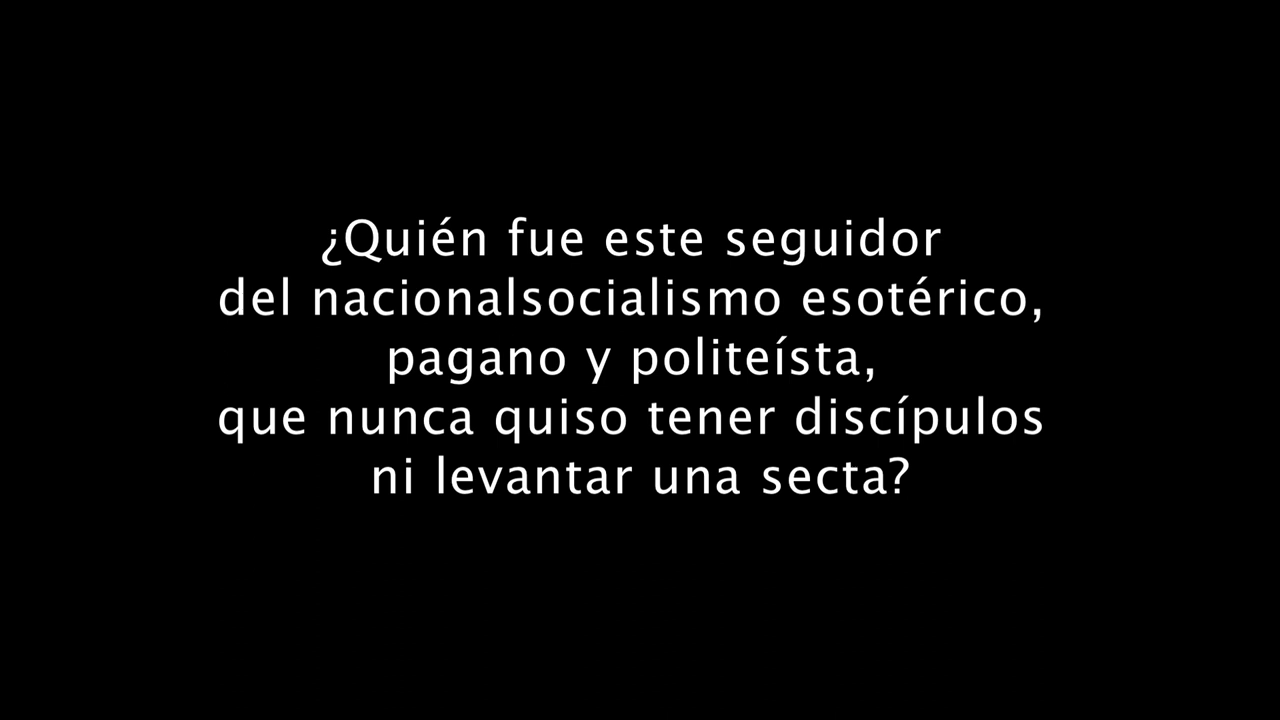 ¿Quién fue este seguidor
del nacionalsocialismo esotérico,
pagano y politeísta,
que nunca quiso tener discípulos
ni levantar una secta?